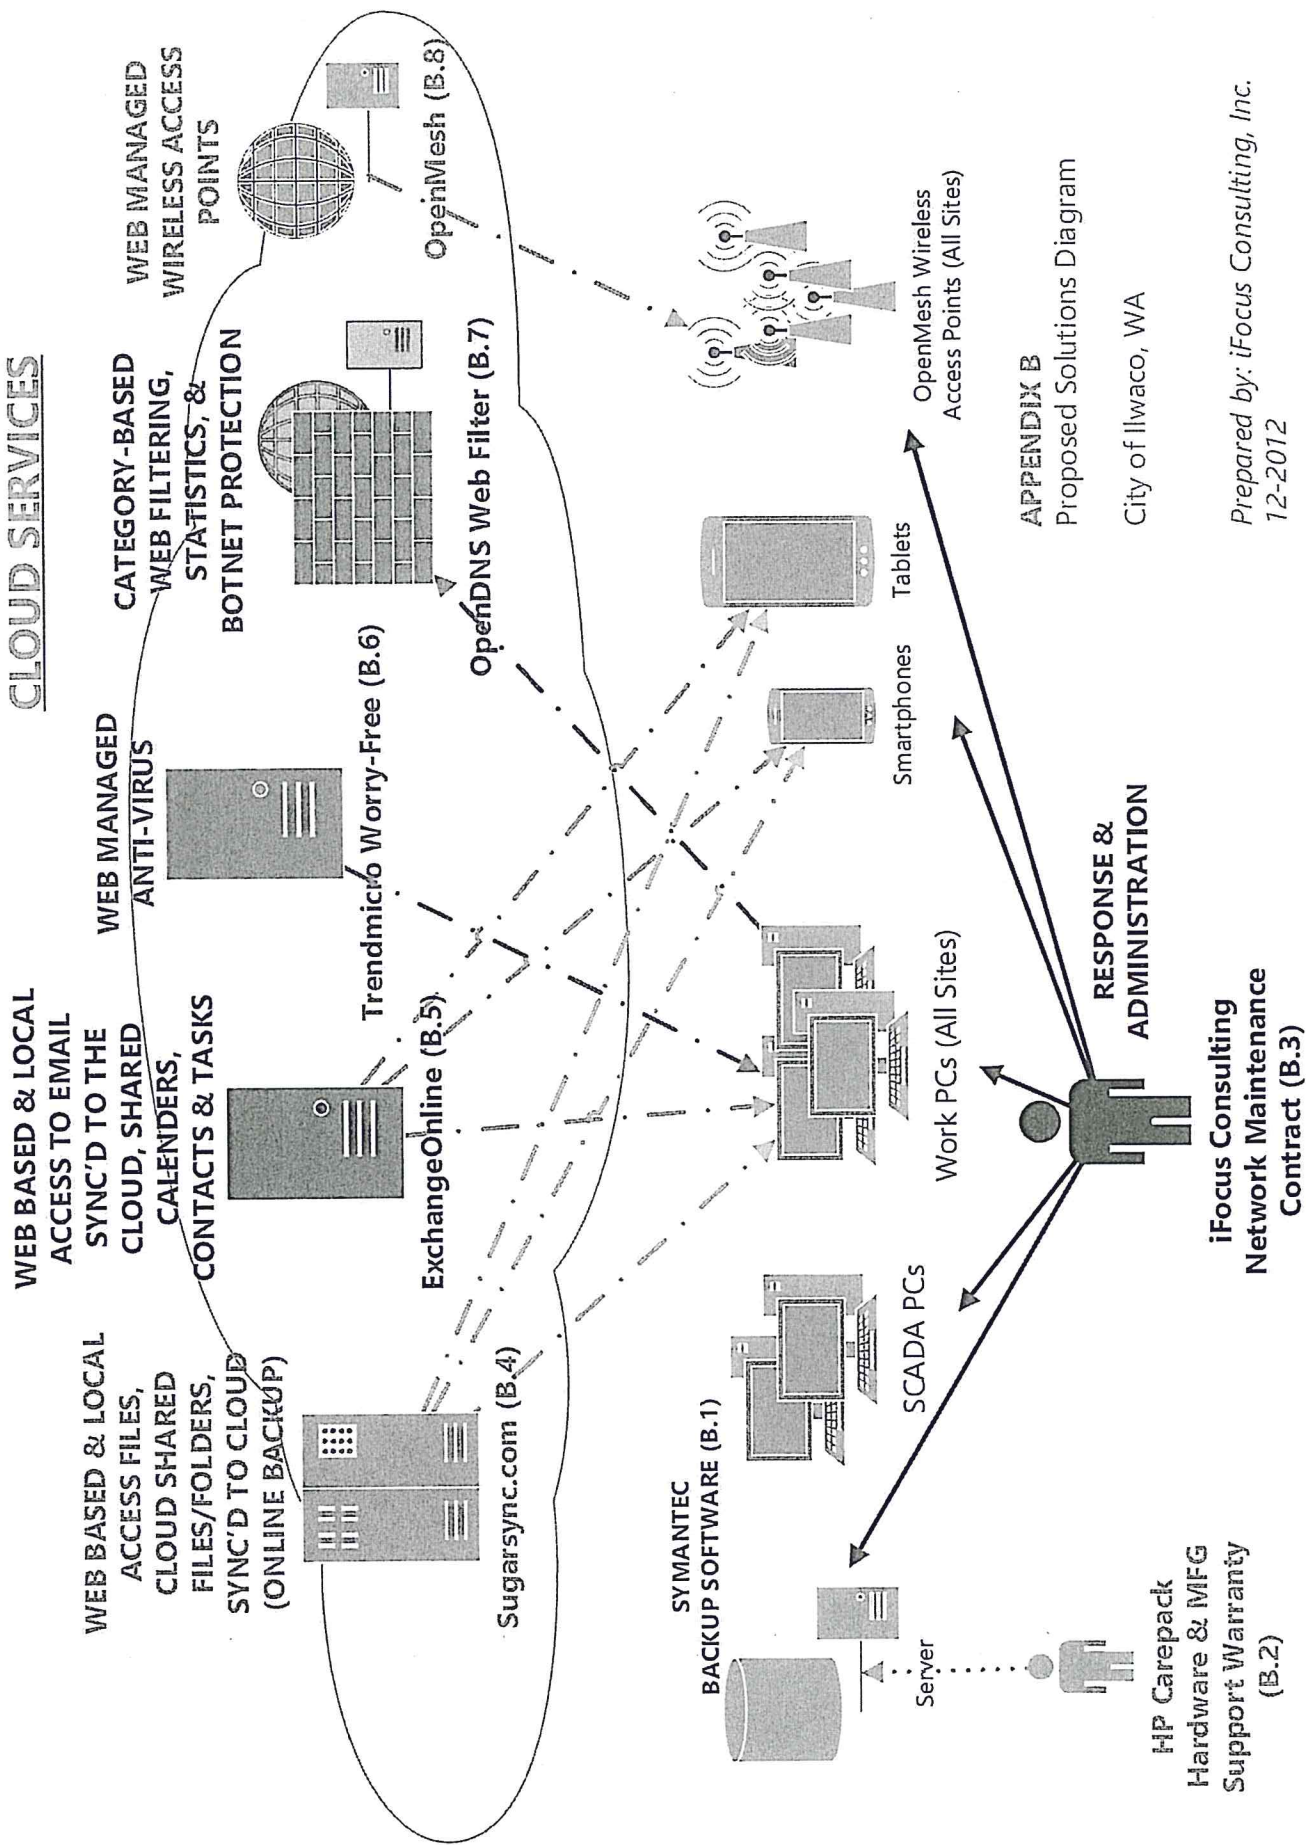 CLOUD SERVICES
WEB BASED & LOCAL
ACCESS FILES,
CLOUD SHARED
FILES/FOLDERS,
SYNC'D TO CLOUD
(ONLINE BACKUP)
Sugarsync.com (B.4)
WEB BASED & LOCAL
ACCESS TO EMAIL
SYNC'D TO THE
CLOUD, SHARED
CALENDERS,
CONTACTS & TASKS
ExchangeOnline (B.5)
WEB MANAGED
ANTI-VIRUS
Trendmicro Worry-Free (B.6)
CATEGORY-BASED
WEB FILTERING,
STATISTICS, &
BOTNET PROTECTION
OpenDNS Web Filter (B.7)
WEB MANAGED
WIRELESS ACCESS
POINTS
OpenMesh (B.8)
SYMANTEC
BACKUP SOFTWARE (B.1)
Server
HP Carepack
Hardware & MFG
Support Warranty
(B.2)
SCADA PCs
Work PCs (All Sites)
Smartphones
Tablets
OpenMesh Wireless
Access Points (All Sites)
RESPONSE &
ADMINISTRATION
iFocus Consulting
Network Maintenance
Contract (B.3)
APPENDIX B
Proposed Solutions Diagram
City of Ilwaco, WA
Prepared by: iFocus Consulting, Inc.
12-2012